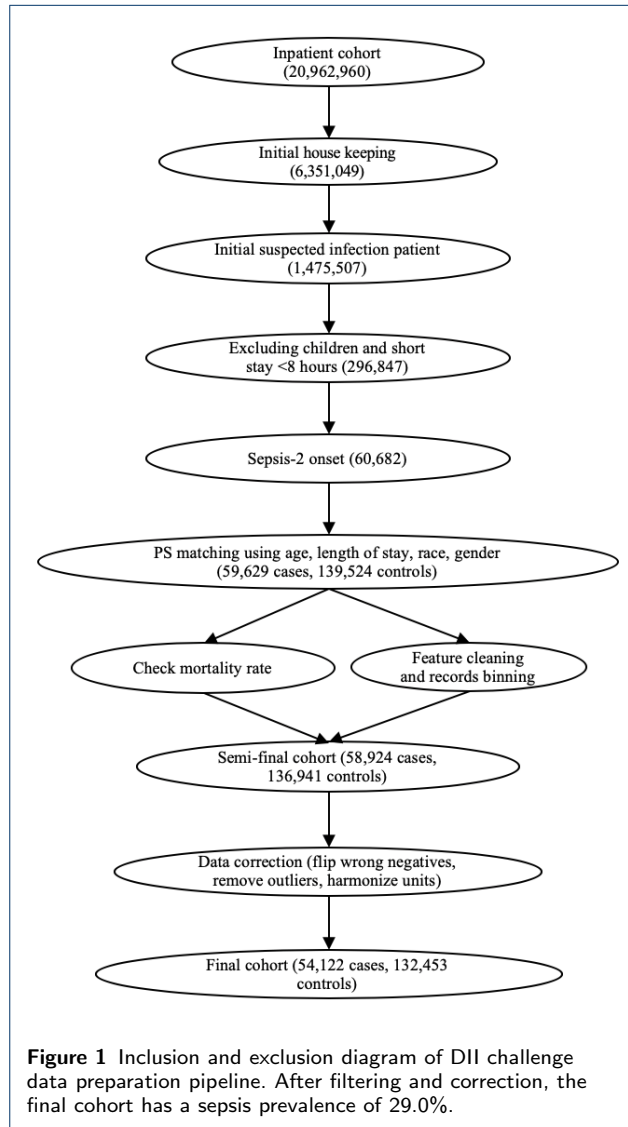 Inpatient cohort
(20,962,960)
Initial house keeping
(6,351,049)
Initial suspected infection patient
(1,475,507)
Excluding children and short
stay <8 hours (296,847)
Sepsis-2 onset (60,682)
PS matching using age, length of stay, race, gender
(59,629 cases, 139,524 controls)
Check mortality rate
Feature cleaning
and records binning
Semi-final cohort (58,924 cases,
136,941 controls)
Data correction (flip wrong negatives,
remove outliers, harmonize units)
Final cohort (54,122 cases, 132,453
controls)
Figure 1 Inclusion and exclusion diagram of DII challenge
data preparation pipeline. After filtering and correction, the
final cohort has a sepsis prevalence of 29.0%.